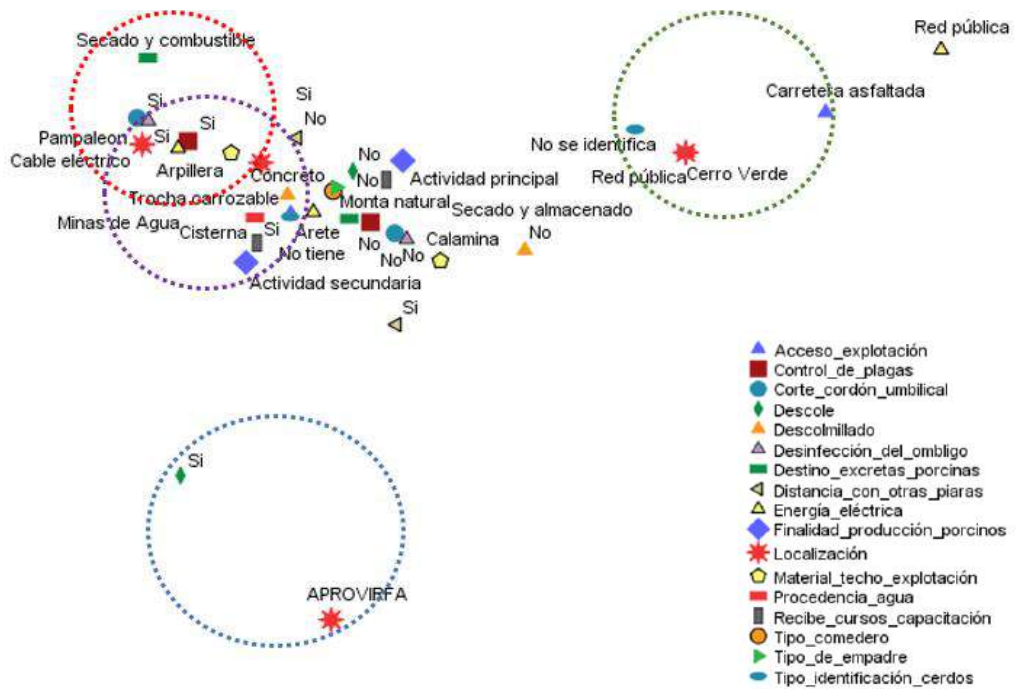 Red pública
Secado y combustible
Carretera asfaltada
Si
Si
Si
No
Pampaleon
Si
No se identifica
Cable eléctrico
Arpillera
Concreto
No
No
Actividad principal
Red pública
Cerro Verde
Trocha carrozable
Monta natural
Minas de Agua
Cisterna
Si
Arete
Secado y almacenado
No
No
No tiene
No
No
Calamina
Actividad secundaria
Si
Si
APROVIRFA
Acceso_explotación
Control_de_plagas
Corte_cordón_umbilical
Descole
Descolmillado
Desinfección_del_ombligo
Destino_excretas_porcinas
Distancia_con_otras_piaras
Energía_eléctrica
Finalidad_producción_porcinos
Localización
Material_techo_explotación
Procedencia_agua
Recibe_cursos_capacitación
Tipo_comedero
Tipo_de_empadre
Tipo_identificación_cerdos